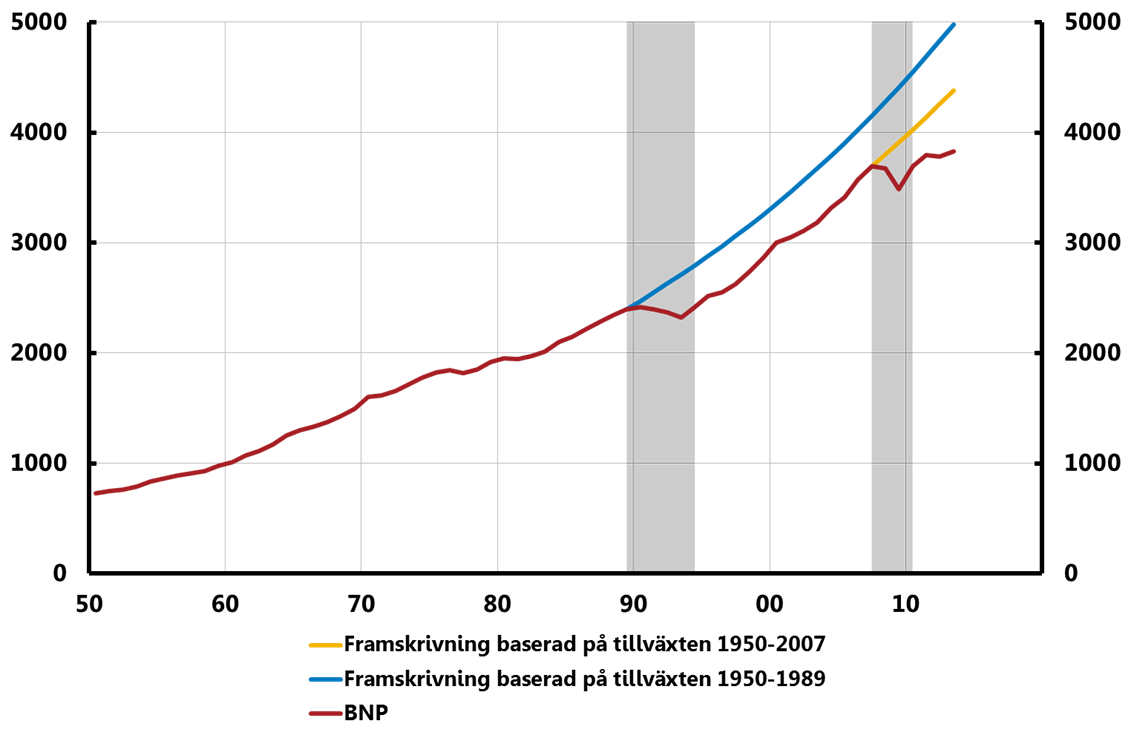 5000 5000
4000 4000
3000 3000
2000 2000
1000 1000
0 0
50 60 70 80 90 00 10
Framskrivning baserad på tillväxten 1950-2007
Framskrivning baserad på tillväxten 1950-1989
BNP